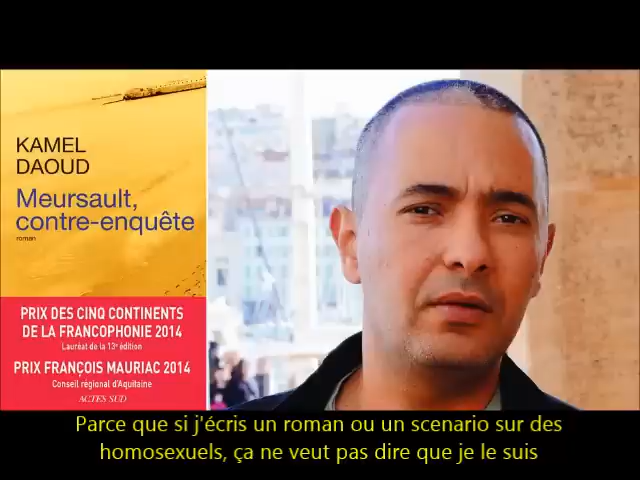 KAMEL
DAOUD
Meursault,
contre-enquête
roman
PRIX DES CINQ CONTINENTS
DE LA FRANCOPHONIE 2014
Lauréat de la 13e édition
PRIX FRANÇOIS MAURIAC 2014
Conseil régional d'Aquitaine
ACTES SUD
Parce que si j'écris un roman ou un scenario sur des
homosexuels, ça ne veut pas dire que je le suis